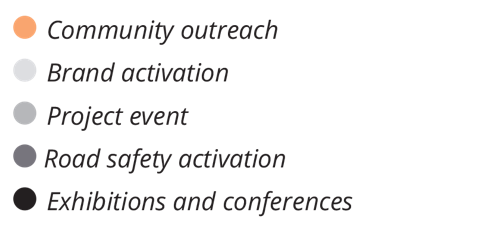 Community outreach
Brand activation
Project event
Road safety activation
Exhibitions and conferences